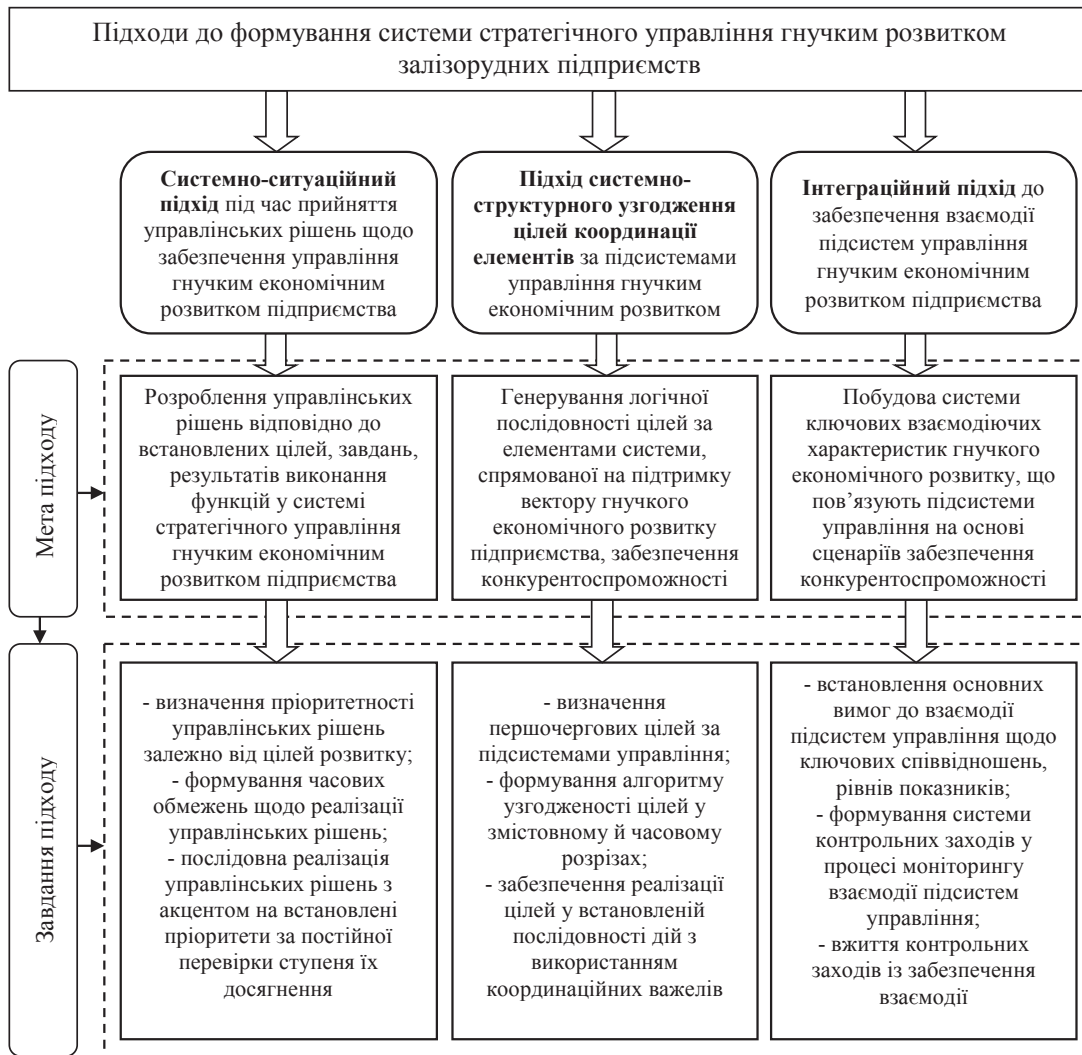 Підходи до формування системи стратегічного управління гнучким розвитком
залізорудних підприємств
Системно-ситуаційний
підхід під час прийняття
управлінських рішень щодо
забезпечення управління
гнучким економічним
розвитком підприємства
Підхід системно-
структурного узгодження
цілей координації
елементів за підсистемами
управління гнучким
економічним розвитком
Інтеграційний підхід до
забезпечення взаємодії
підсистем управління
гнучким економічним
розвитком підприємства
Мета підходу
Розроблення управлінських
рішень відповідно до
встановлених цілей, завдань,
результатів виконання
функцій у системі
стратегічного управління
гнучким економічним
розвитком підприємства
Генерування логічної
послідовності цілей за
елементами системи,
спрямованої на підтримку
вектору гнучкого
економічного розвитку
підприємства, забезпечення
конкурентоспроможності
Побудова системи
ключових взаємодіючих
характеристик гнучкого
економічного розвитку, що
пов’язують підсистеми
управління на основі
сценаріїв забезпечення
конкурентоспроможності
Завдання підходу
- визначення пріоритетності
управлінських рішень
залежно від цілей розвитку;
- формування часових
обмежень щодо реалізації
управлінських рішень;
- послідовна реалізація
управлінських рішень з
акцентом на встановлені
пріоритети за постійної
перевірки ступеня їх
досягнення
- визначення
першочергових цілей за
підсистемами управління;
- формування алгоритму
узгодженості цілей у
змістовному й часовому
розрізах;
- забезпечення реалізації
цілей у встановленій
послідовності дій з
використанням
координаційних важелів
- встановлення основних
вимог до взаємодії
підсистем управління щодо
ключових співвідношень,
рівнів показників;
- формування системи
контрольних заходів у
процесі моніторингу
взаємодії підсистем
управління;
- вжиття контрольних
заходів із забезпечення
взаємодії